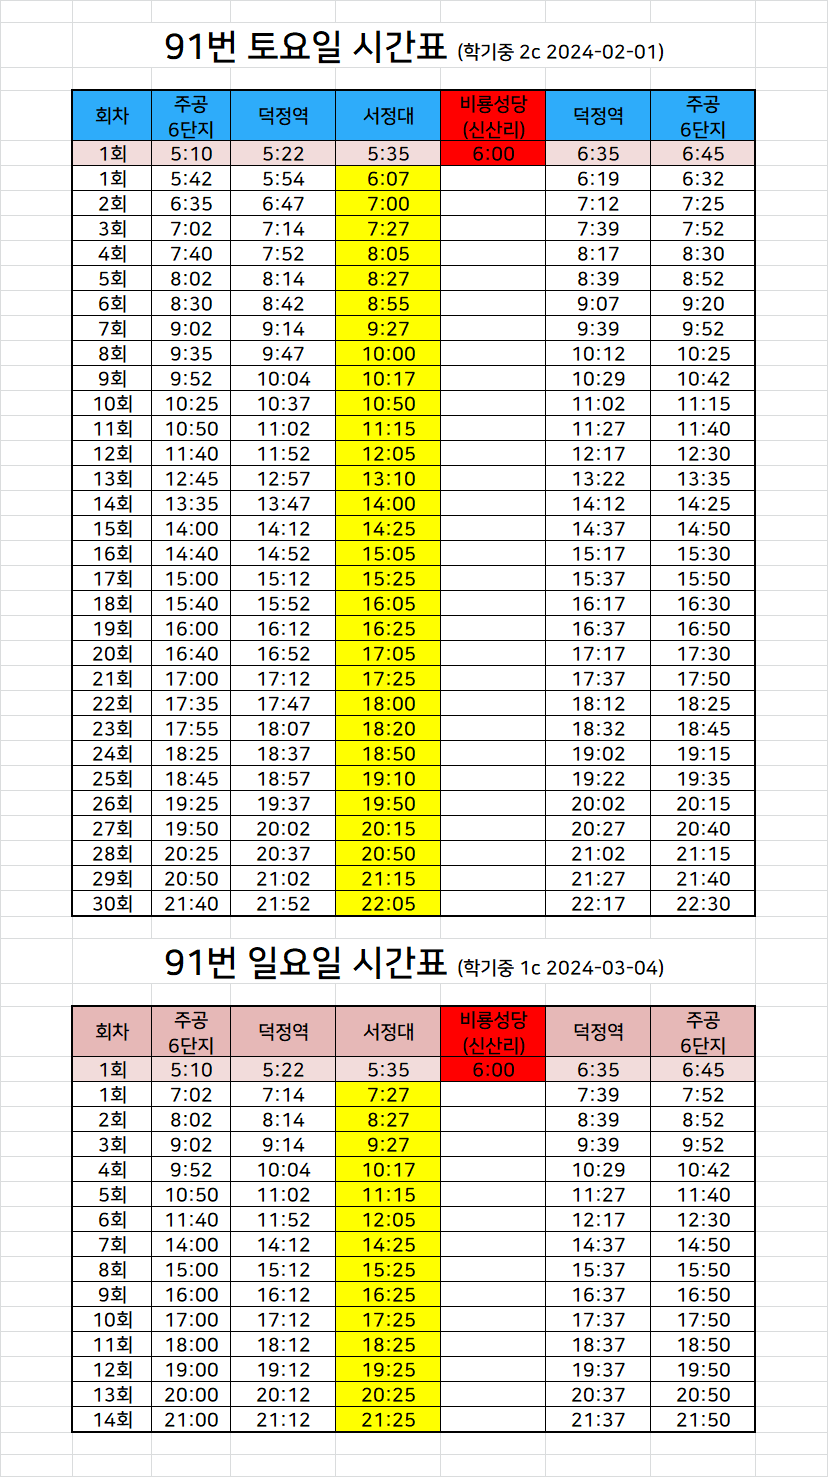 91번 토요일 시간표 (학기중 2c 2024-02-01)
회차 주공 6단지 덕정역 서정대 비룡성당 (신산리) 덕정역 주공 6단지
1회 5:10 5:22 5:35 6:00 6:35 6:45
1회 5:42 5:54 6:07 6:19 6:32
2회 6:35 6:47 7:00 7:12 7:25
3회 7:02 7:14 7:27 7:39 7:52
4회 7:40 7:52 8:05 8:17 8:30
5회 8:02 8:14 8:27 8:39 8:52
6회 8:30 8:42 8:55 9:07 9:20
7회 9:02 9:14 9:27 9:39 9:52
8회 9:35 9:47 10:00 10:12 10:25
9회 9:52 10:04 10:17 10:29 10:42
10회 10:25 10:37 10:50 11:02 11:15
11회 10:50 11:02 11:15 11:27 11:40
12회 11:40 11:52 12:05 12:17 12:30
13회 12:45 12:57 13:10 13:22 13:35
14회 13:35 13:47 14:00 14:12 14:25
15회 14:00 14:12 14:25 14:37 14:50
16회 14:40 14:52 15:05 15:17 15:30
17회 15:00 15:12 15:25 15:37 15:50
18회 15:40 15:52 16:05 16:17 16:30
19회 16:00 16:12 16:25 16:37 16:50
20회 16:40 16:52 17:05 17:17 17:30
21회 17:00 17:12 17:25 17:37 17:50
22회 17:35 17:47 18:00 18:12 18:25
23회 17:55 18:07 18:20 18:32 18:45
24회 18:25 18:37 18:50 19:02 19:15
25회 18:45 18:57 19:10 19:22 19:35
26회 19:25 19:37 19:50 20:02 20:15
27회 19:50 20:02 20:15 20:27 20:40
28회 20:25 20:37 20:50 21:02 21:15
29회 20:50 21:02 21:15 21:27 21:40
30회 21:40 21:52 22:05 22:17 22:30
91번 일요일 시간표 (학기중 1c 2024-03-04)
회차 주공 6단지 덕정역 서정대 비룡성당 (신산리) 덕정역 주공 6단지
1회 5:10 5:22 5:35 6:00 6:35 6:45
1회 7:02 7:14 7:27 7:39 7:52
2회 8:02 8:14 8:27 8:39 8:52
3회 9:02 9:14 9:27 9:39 9:52
4회 9:52 10:04 10:17 10:29 10:42
5회 10:50 11:02 11:15 11:27 11:40
6회 11:40 11:52 12:05 12:17 12:30
7회 14:00 14:12 14:25 14:37 14:50
8회 15:00 15:12 15:25 15:37 15:50
9회 16:00 16:12 16:25 16:37 16:50
10회 17:00 17:12 17:25 17:37 17:50
11회 18:00 18:12 18:25 18:37 18:50
12회 19:00 19:12 19:25 19:37 19:50
13회 20:00 20:12 20:25 20:37 20:50
14회 21:00 21:12 21:25 21:37 21:50